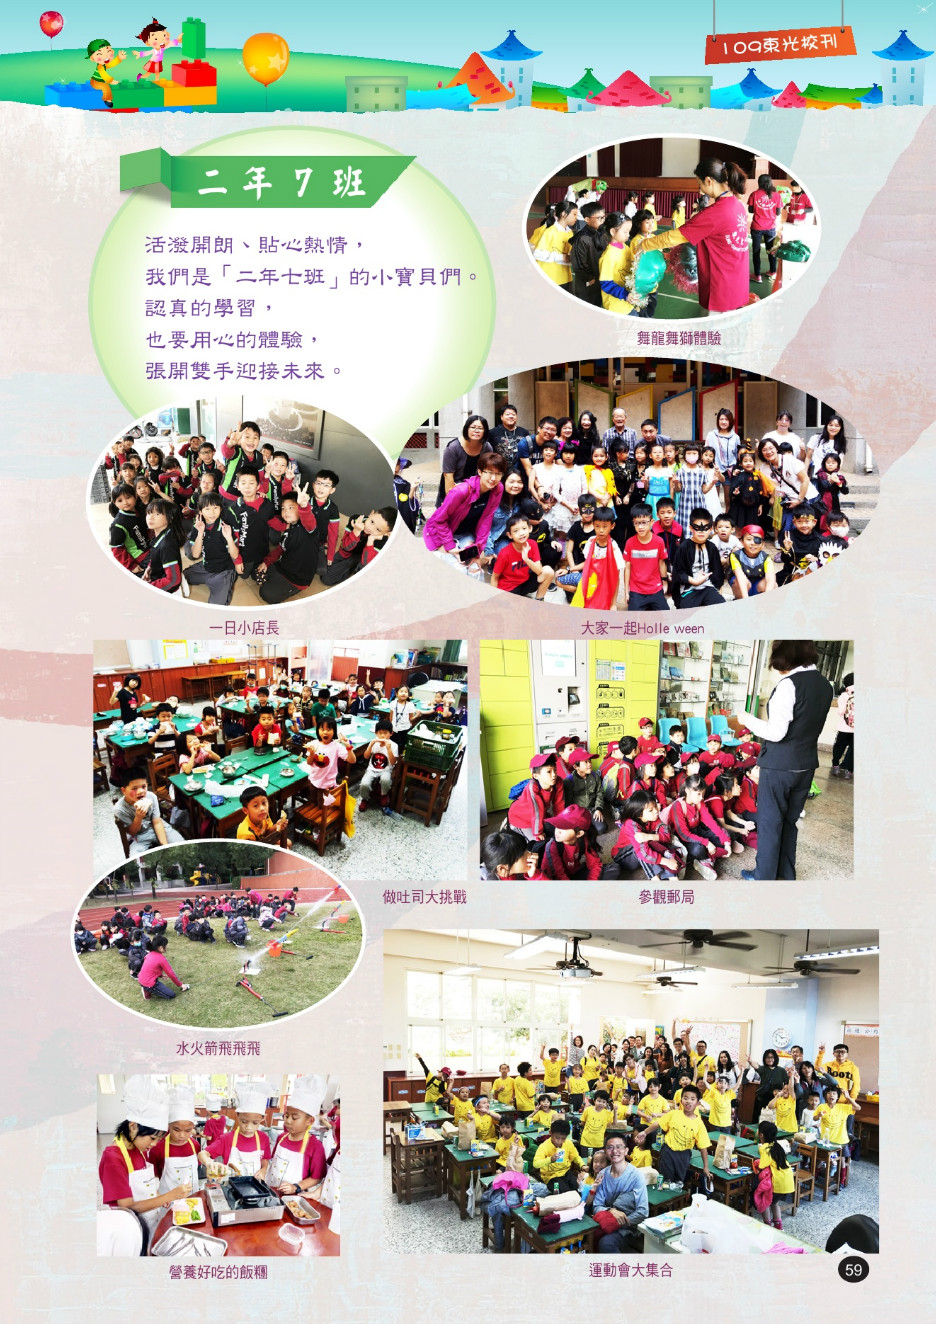 109東光校刊
二年7班
活潑開朗、貼心熱情，
我們是「二年七班」的小寶貝們。
認真的學習，
也要用心的體驗，
張開雙手迎接未來。
舞龍舞獅體驗
一日小店長
大家一起Holle ween
做吐司大挑戰
參觀郵局
水火箭飛飛飛
營養好吃的飯糰
運動會大集合
59